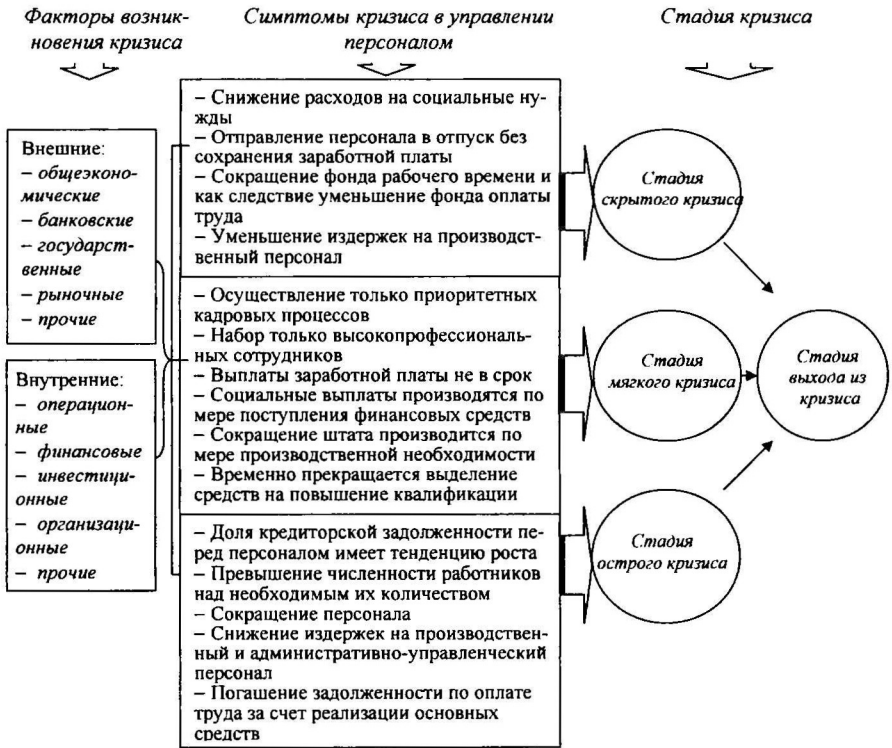 Факторы возник-
новения кризиса
Симптомы кризиса в управлении
персоналом
Стадия кризиса
Внешние:
– общеэконо-
мические
– банковские
– государст-
венные
– рыночные
– прочие
Внутренние:
– операцион-
ные
– финансовые
– инвестици-
онные
– организаци-
онные
– прочие
– Снижение расходов на социальные ну-
жды
– Отправление персонала в отпуск без
сохранения заработной платы
– Сокращение фонда рабочего времени и
как следствие уменьшение фонда оплаты
труда
– Уменьшение издержек на производст-
венный персонал
– Осуществление только приоритетных
кадровых процессов
– Набор только высокопрофессиональ-
ных сотрудников
– Выплаты заработной платы не в срок
– Социальные выплаты производятся по
мере поступления финансовых средств
– Сокращение штата производится по
мере производственной необходимости
– Временно прекращается выделение
средств на повышение квалификации
– Доля кредиторской задолженности пе-
ред персоналом имеет тенденцию роста
– Превышение численности работников
над необходимым их количеством
– Сокращение персонала
– Снижение издержек на производствен-
ный и административно-управленческий
персонал
– Погашение задолженности по оплате
труда за счет реализации основных
средств
Стадия
скрытого кризиса
Стадия
мягкого кризиса
Стадия
острого кризиса
Стадия
выхода из
кризиса